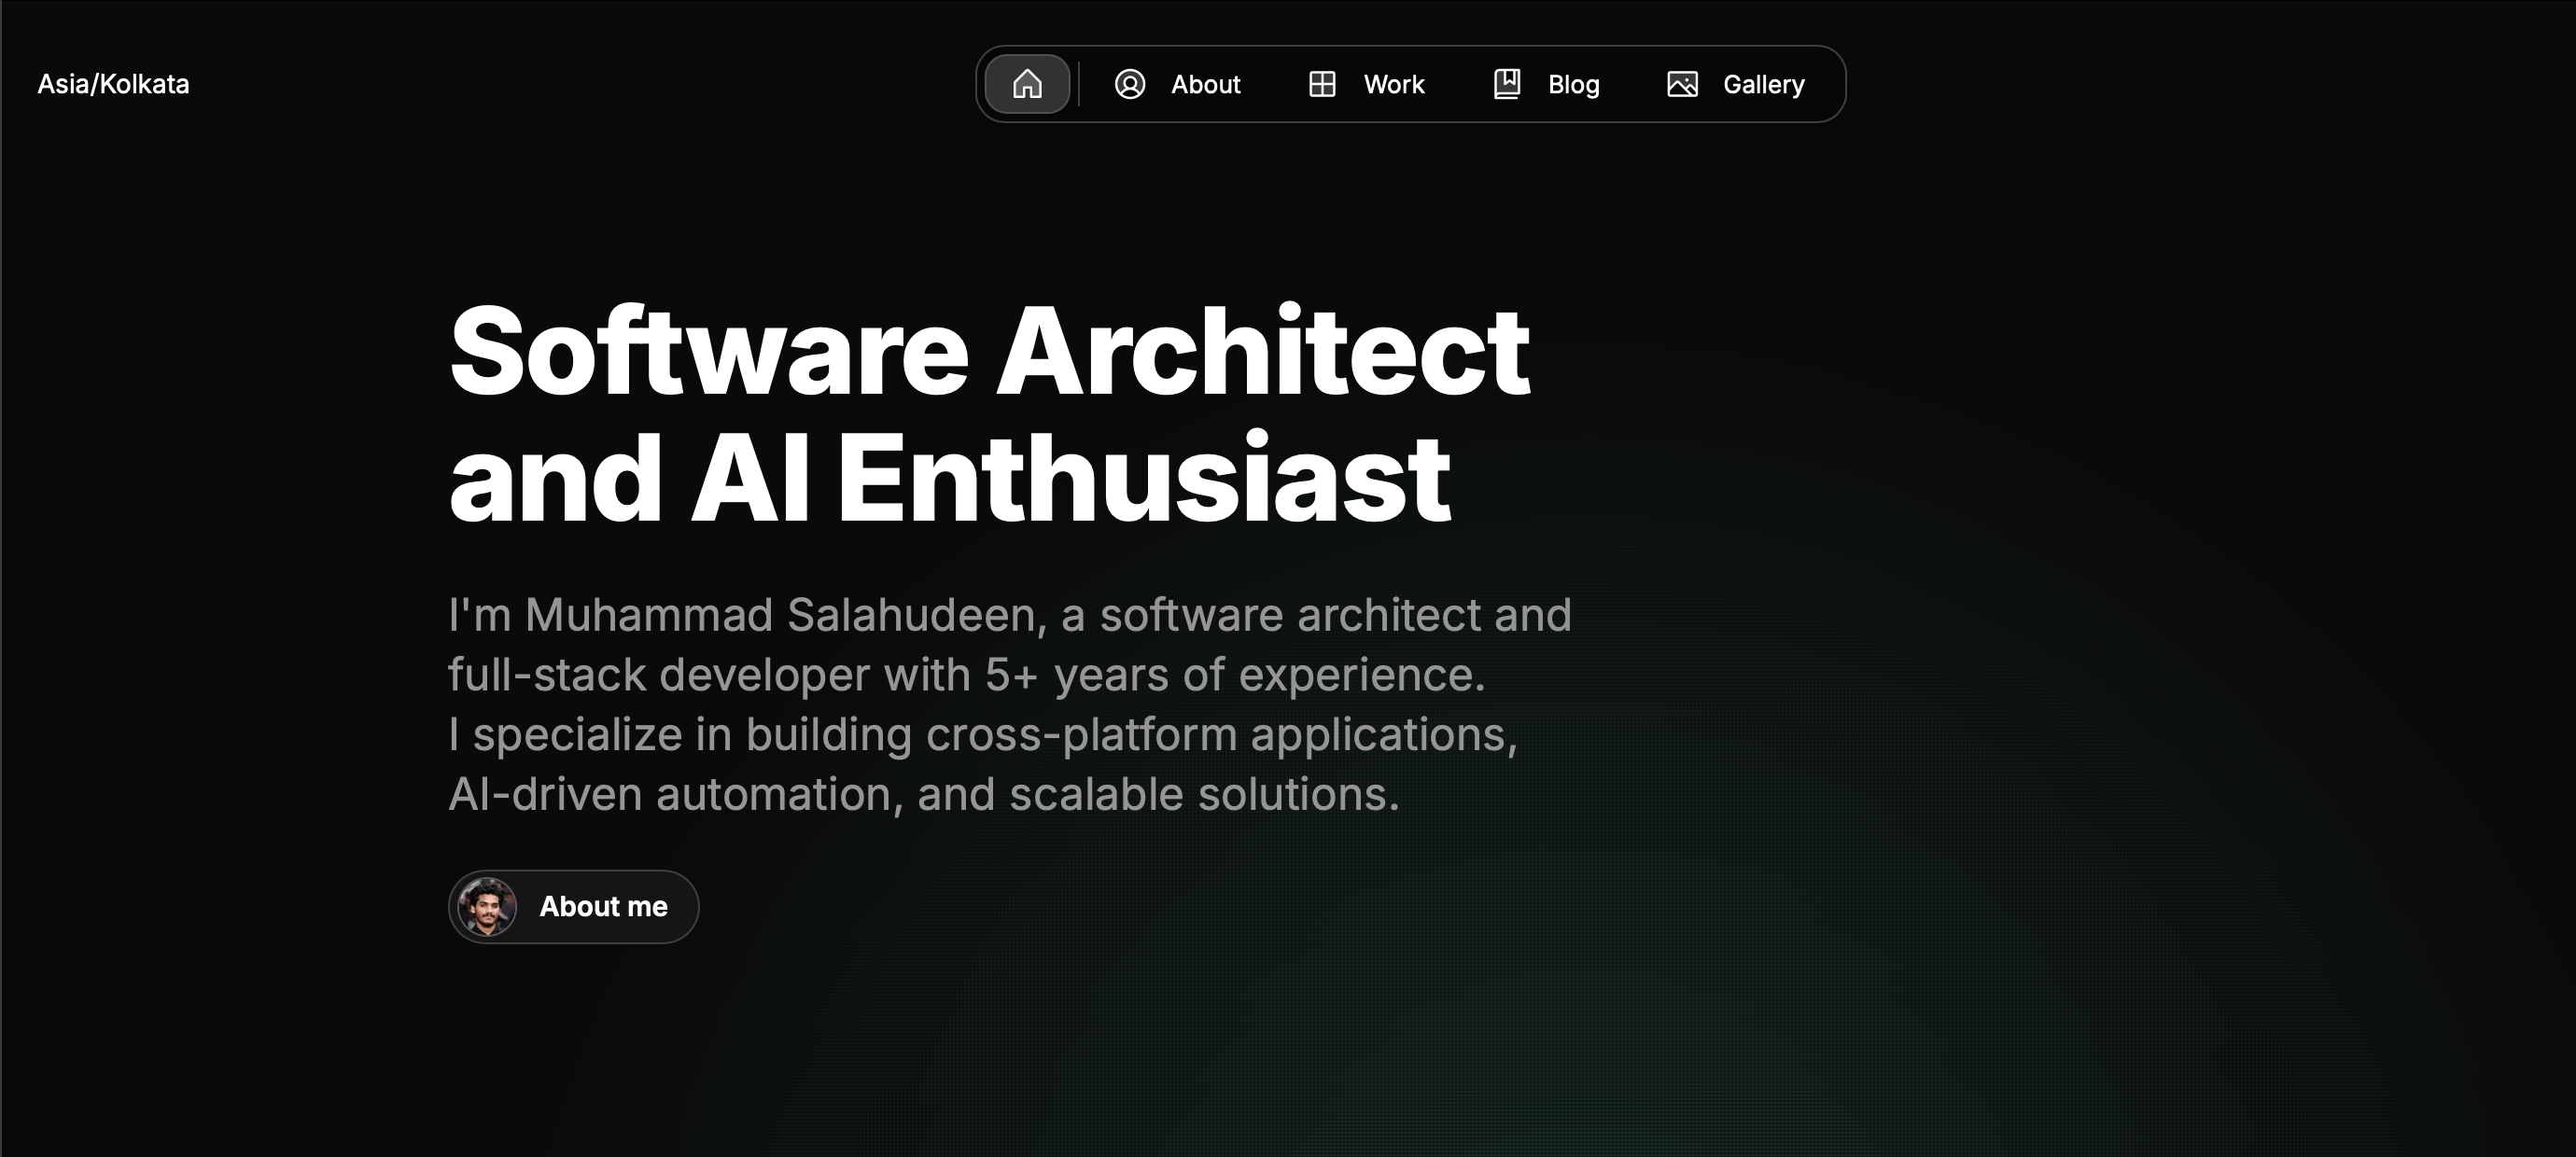 Asia/Kolkata
About
Work
Blog
Gallery
Software Architect
and AI Enthusiast
I'm Muhammad Salahudeen, a software architect and
full-stack developer with 5+ years of experience.
I specialize in building cross-platform applications,
AI-driven automation, and scalable solutions.
About me